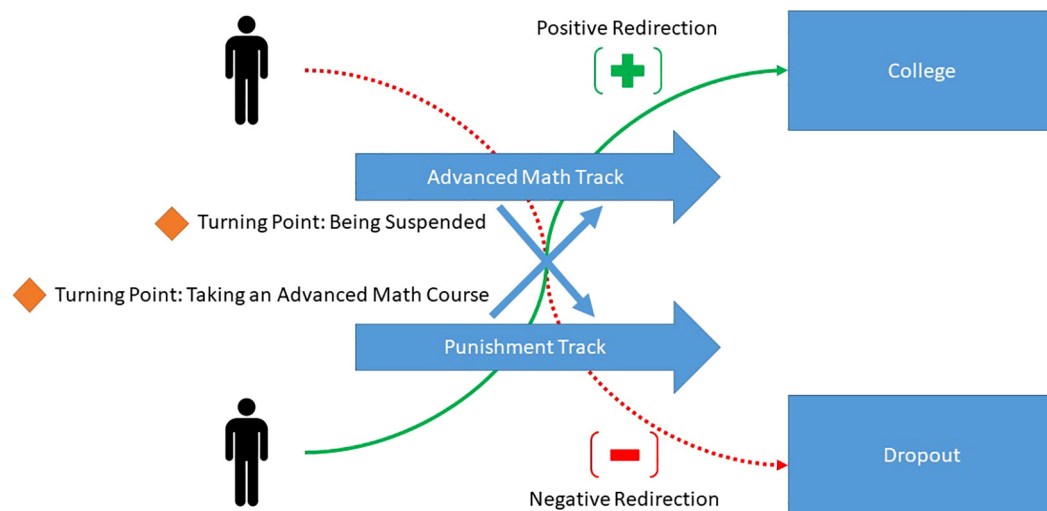 Positive Redirection
College
Advanced Math Track
Turning Point: Being Suspended
Turning Point: Taking an Advanced Math Course
Punishment Track
Dropout
Negative Redirection